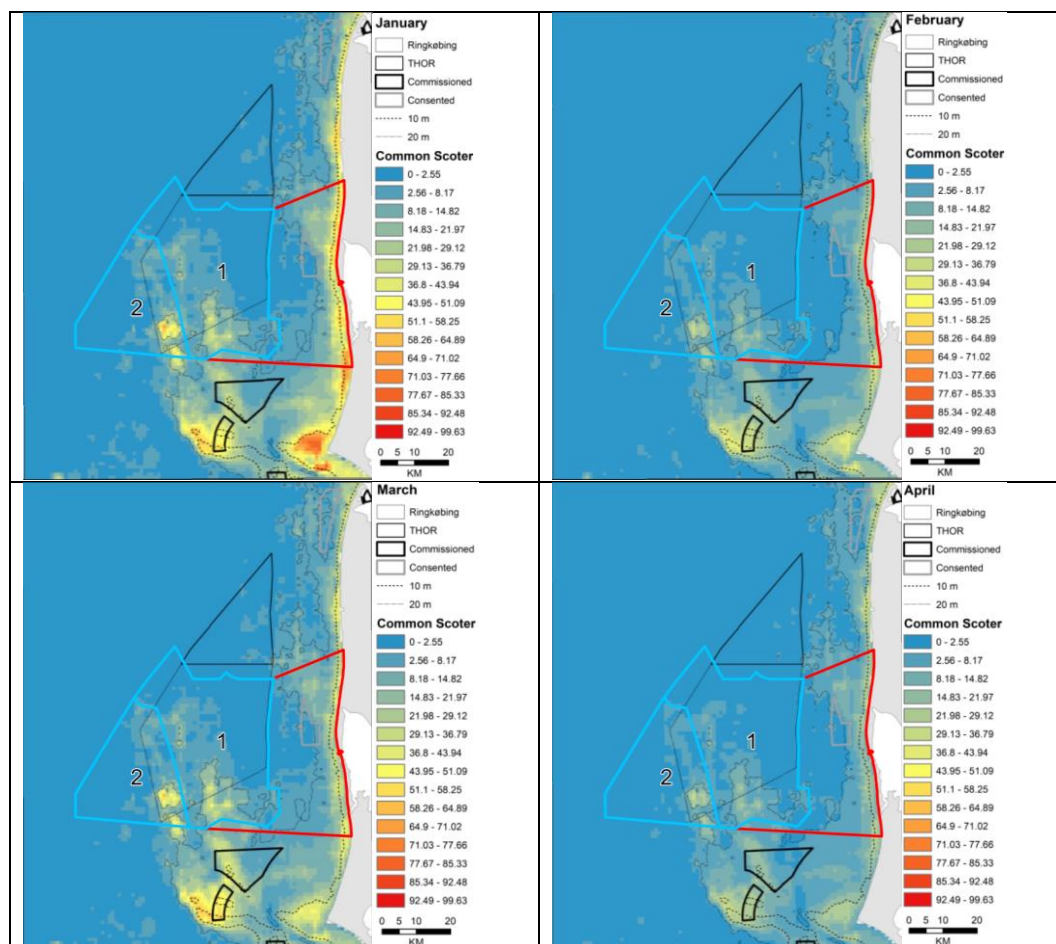 January
Ringkøbing
THOR
Commissioned
Consented
10 m
20 m
Common Scoter
0 - 2.55
2.56 - 8.17
8.18 - 14.82
14.83 - 21.97
21.98 - 29.12
29.13 - 36.79
36.8 - 43.94
43.95 - 51.09
51.1 - 58.25
58.26 - 64.89
64.9 - 71.02
71.03 - 77.66
77.67 - 85.33
85.34 - 92.48
92.49 - 99.63
0 5 10 20
KM
1
2
February
Ringkøbing
THOR
Commissioned
Consented
10 m
20 m
Common Scoter
0 - 2.55
2.56 - 8.17
8.18 - 14.82
14.83 - 21.97
21.98 - 29.12
29.13 - 36.79
36.8 - 43.94
43.95 - 51.09
51.1 - 58.25
58.26 - 64.89
64.9 - 71.02
71.03 - 77.66
77.67 - 85.33
85.34 - 92.48
92.49 - 99.63
0 5 10 20
KM
1
2
March
Ringkøbing
THOR
Commissioned
Consented
10 m
20 m
Common Scoter
0 - 2.55
2.56 - 8.17
8.18 - 14.82
14.83 - 21.97
21.98 - 29.12
29.13 - 36.79
36.8 - 43.94
43.95 - 51.09
51.1 - 58.25
58.26 - 64.89
64.9 - 71.02
71.03 - 77.66
77.67 - 85.33
85.34 - 92.48
92.49 - 99.63
0 5 10 20
KM
1
2
April
Ringkøbing
THOR
Commissioned
Consented
10 m
20 m
Common Scoter
0 - 2.55
2.56 - 8.17
8.18 - 14.82
14.83 - 21.97
21.98 - 29.12
29.13 - 36.79
36.8 - 43.94
43.95 - 51.09
51.1 - 58.25
58.26 - 64.89
64.9 - 71.02
71.03 - 77.66
77.67 - 85.33
85.34 - 92.48
92.49 - 99.63
0 5 10 20
KM
1
2